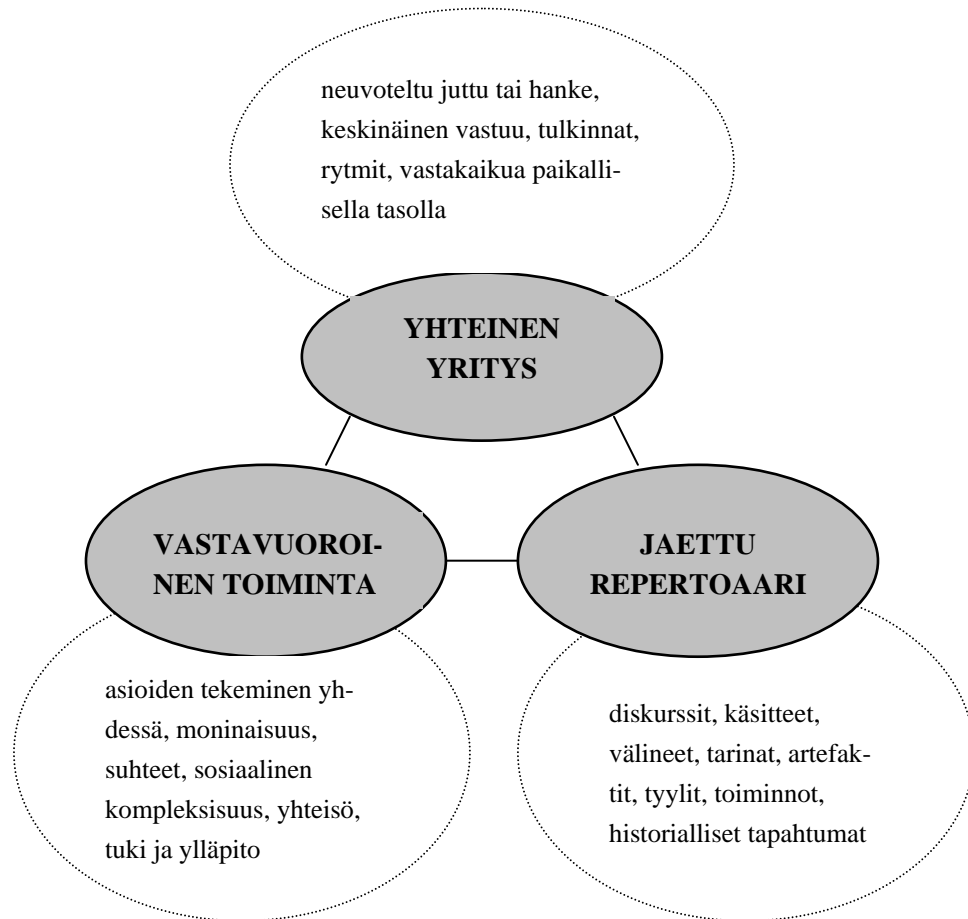 neuvoteltu juttu tai hanke,
keskinäinen vastuu, tulkinnat,
rytmit, vastakaikua paikalli-
sella tasolla
YHTEINEN
YRITYS
VASTAVUOROI-
NEN TOIMINTA
JAETTU
REPERTOAARI
asioiden tekeminen yh-
dessä, moninaisuus,
suhteet, sosiaalinen
kompleksisuus, yhteisö,
tuki ja ylläpito
diskurssit, käsitteet,
välineet, tarinat, artefak-
tit, tyylit, toiminnot,
historialliset tapahtumat